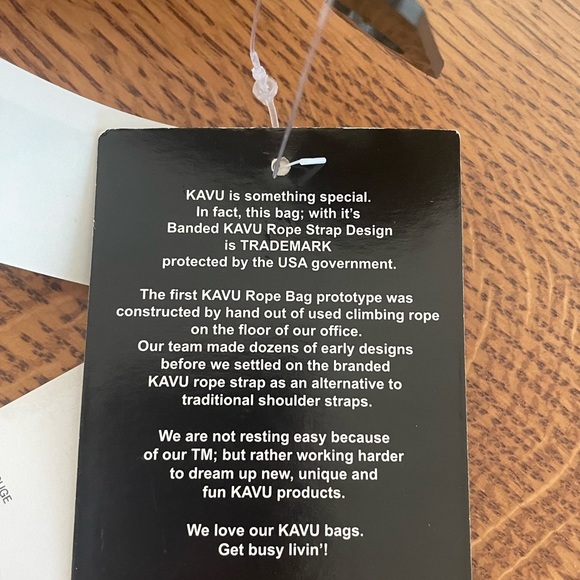 KAVU is something special.
In fact, this bag; with it's
Banded KAVU Rope Strap Design
is TRADEMARK
protected by the USA government.
The first KAVU Rope Bag prototype was
constructed by hand out of used climbing rope
on the floor of our office.
Our team made dozens of early designs
before we settled on the branded
KAVU rope strap as an alternative to
traditional shoulder straps.
We are not resting easy because
of our TM; but rather working harder
to dream up new, unique and
fun KAVU products.
We love our KAVU bags.
Get busy livin'!